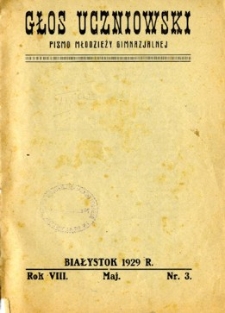 GŁOS UCZNIOWSKI
PISMO MŁODZIEŻY GIMNAZJALNEJ
BIAŁYSTOK 1929 R.
Rok VIII. Maj. Nr. 3.